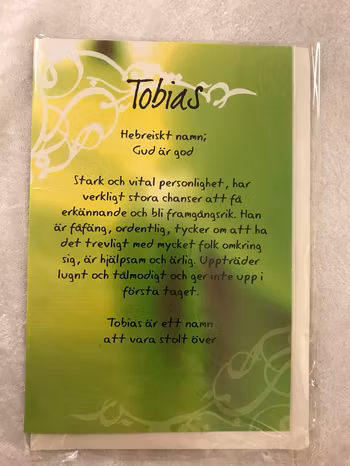 Tobias
Hebreiskt namn;
Gud är god
Stark och vital personlighet, har
verkligt stora chanser att få
erkännande och bli framgångsrik. Han
är fåfäng, ordentlig, tycker om att ha
det trevligt med mycket folk omkring
sig, är hjälpsam och ärlig. Uppträder
lugnt och tålmodigt och ger inte upp i
första taget.
Tobias är ett namn
att vara stolt över